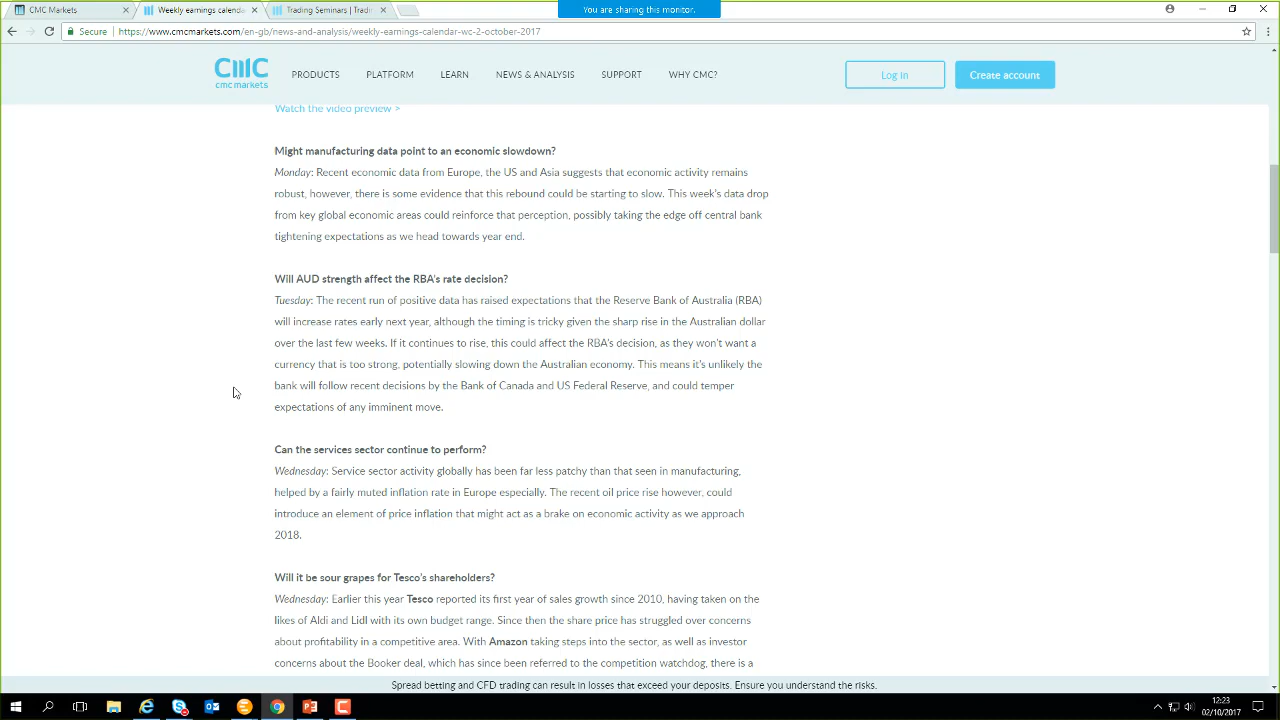 CMC Markets
Weekly earnings calenda
Trading Seminars | Tradi
You are sharing this monitor.
Secure
https://www.cmcmarkets.com/en-gb/news-and-analysis/weekly-earnings-calendar-wc-2-october-2017
cmc markets
PRODUCTS
PLATFORM
LEARN
NEWS & ANALYSIS
SUPPORT
WHY CMC?
Log in
Create account
Watch the video preview >
Might manufacturing data point to an economic slowdown?
Monday: Recent economic data from Europe, the US and Asia suggests that economic activity remains
robust, however, there is some evidence that this rebound could be starting to slow. This week's data drop
from key global economic areas could reinforce that perception, possibly taking the edge off central bank
tightening expectations as we head towards year end.
Will AUD strength affect the RBA's rate decision?
Tuesday: The recent run of positive data has raised expectations that the Reserve Bank of Australia (RBA)
will increase rates early next year, although the timing is tricky given the sharp rise in the Australian dollar
over the last few weeks. If it continues to rise, this could affect the RBA's decision, as they won't want a
currency that is too strong, potentially slowing down the Australian economy. This means it's unlikely the
bank will follow recent decisions by the Bank of Canada and US Federal Reserve, and could temper
expectations of any imminent move.
Can the services sector continue to perform?
Wednesday: Service sector activity globally has been far less patchy than that seen in manufacturing,
helped by a fairly muted inflation rate in Europe especially. The recent oil price rise however, could
introduce an element of price inflation that might act as a brake on economic activity as we approach
2018.
Will it be sour grapes for Tesco's shareholders?
Wednesday: Earlier this year Tesco reported its first year of sales growth since 2010, having taken on the
likes of Aldi and Lidl with its own budget range. Since then the share price has struggled over concerns
about profitability in a competitive area. With Amazon taking steps into the sector, as well as investor
concerns about the Booker deal, which has since been referred to the competition watchdog, there is a
Spread betting and CFD trading can result in losses that exceed your deposits. Ensure you understand the risks.
12:23
02/10/2017